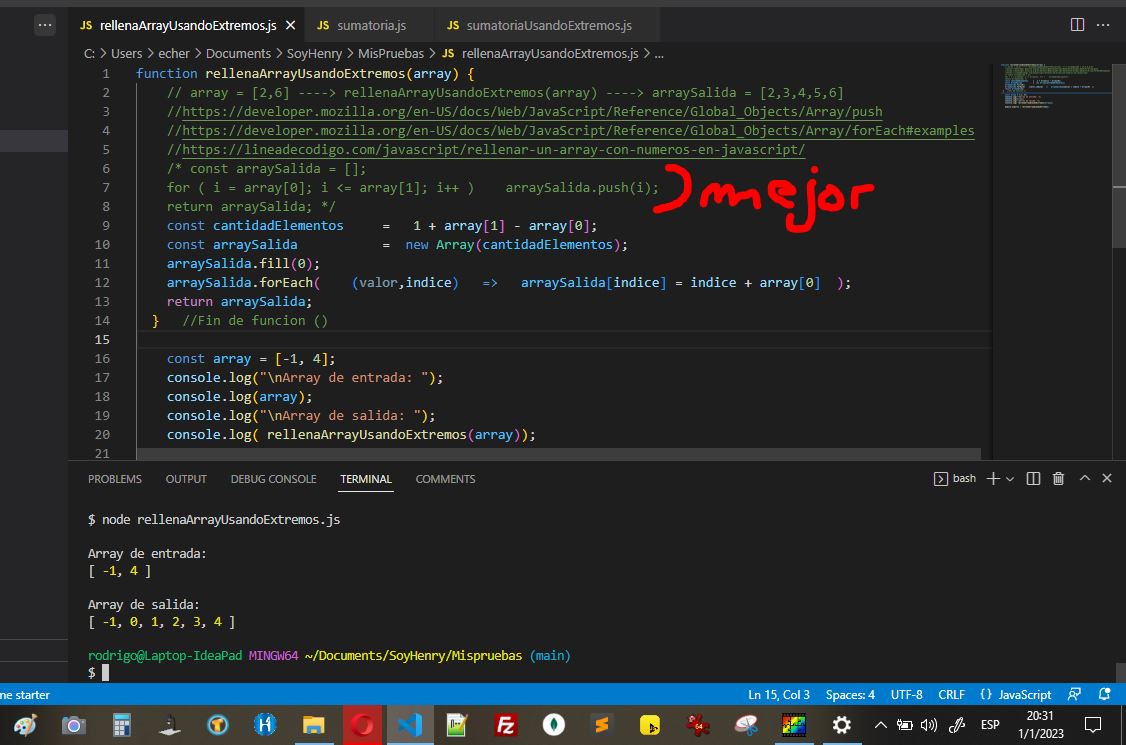 JS rellenaArrayUsandoExtremos.js JS sumatoria.js JS sumatoriaUsandoExtremos.js
C: > Users > echer > Documents > SoyHenry > MisPruebas > JS rellenaArrayUsandoExtremos.js > ...
1 function rellenaArrayUsandoExtremos(array) {
2 // array = [2,6] ----> rellenaArrayUsandoExtremos(array) ----> arraySalida = [2,3,4,5,6]
3 //https://developer.mozilla.org/en-US/docs/Web/JavaScript/Reference/Global_Objects/Array/push
4 //https://developer.mozilla.org/en-US/docs/Web/JavaScript/Reference/Global_Objects/Array/forEach#examples
5 //https://lineadecodigo.com/javascript/rellenar-un-array-con-numeros-en-javascript/
6 /* const arraySalida = [];
7 for ( i = array[0]; i <= array[1]; i++ ) arraySalida.push(i); mejor
8 return arraySalida; */
9 const cantidadElementos = 1 + array[1] - array[0];
10 const arraySalida = new Array(cantidadElementos);
11 arraySalida.fill(0);
12 arraySalida.forEach( (valor,indice) => arraySalida[indice] = indice + array[0] );
13 return arraySalida;
14 } //Fin de funcion ()
15
16 const array = [-1, 4];
17 console.log("\nArray de entrada: ");
18 console.log(array);
19 console.log("\nArray de salida: ");
20 console.log( rellenaArrayUsandoExtremos(array));
21
PROBLEMS OUTPUT DEBUG CONSOLE TERMINAL COMMENTS bash
$ node rellenaArrayUsandoExtremos.js
Array de entrada:
[ -1, 4 ]
Array de salida:
[ -1, 0, 1, 2, 3, 4 ]
rodrigo@Laptop-IdeaPad MINGW64 ~/Documents/SoyHenry/Mispruebas (main)
$
me starter Ln 15, Col 3 Spaces: 4 UTF-8 CRLF {} JavaScript
ESP 20:31
1/1/2023